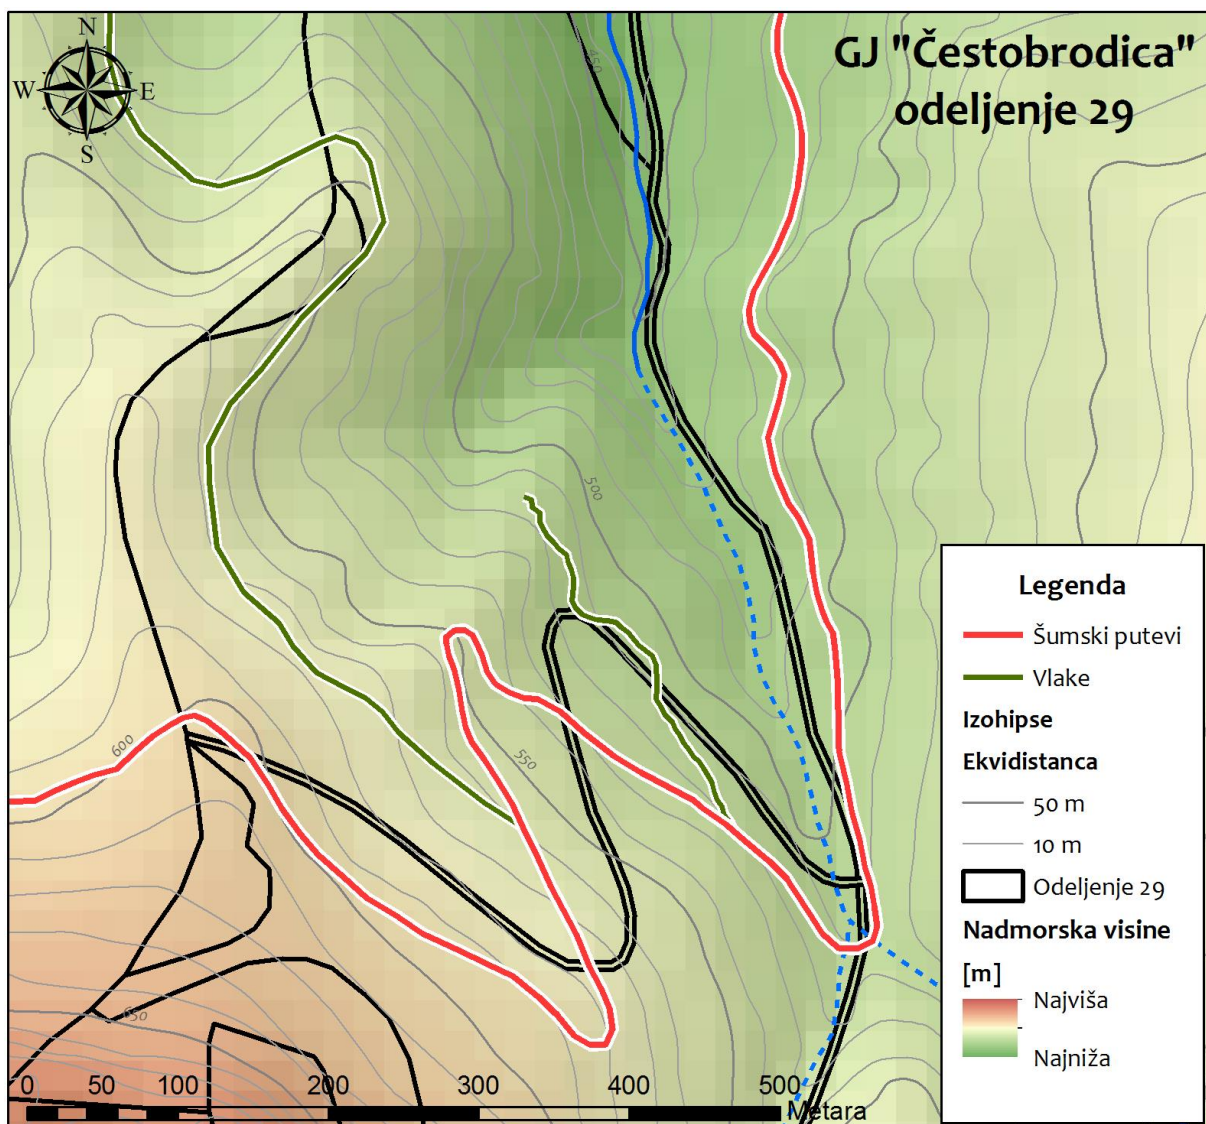 GJ "Čestobrodica"
odeljenje 29
N
W E
S
450
500
550
600
650
Legenda
Šumski putevi
Vlake
Izohipse
Ekvidistanca
50 m
10 m
Odeljenje 29
Nadmorska visine
[m]
Najviša
Najniža
0 50 100 200 300 400 500
Metara